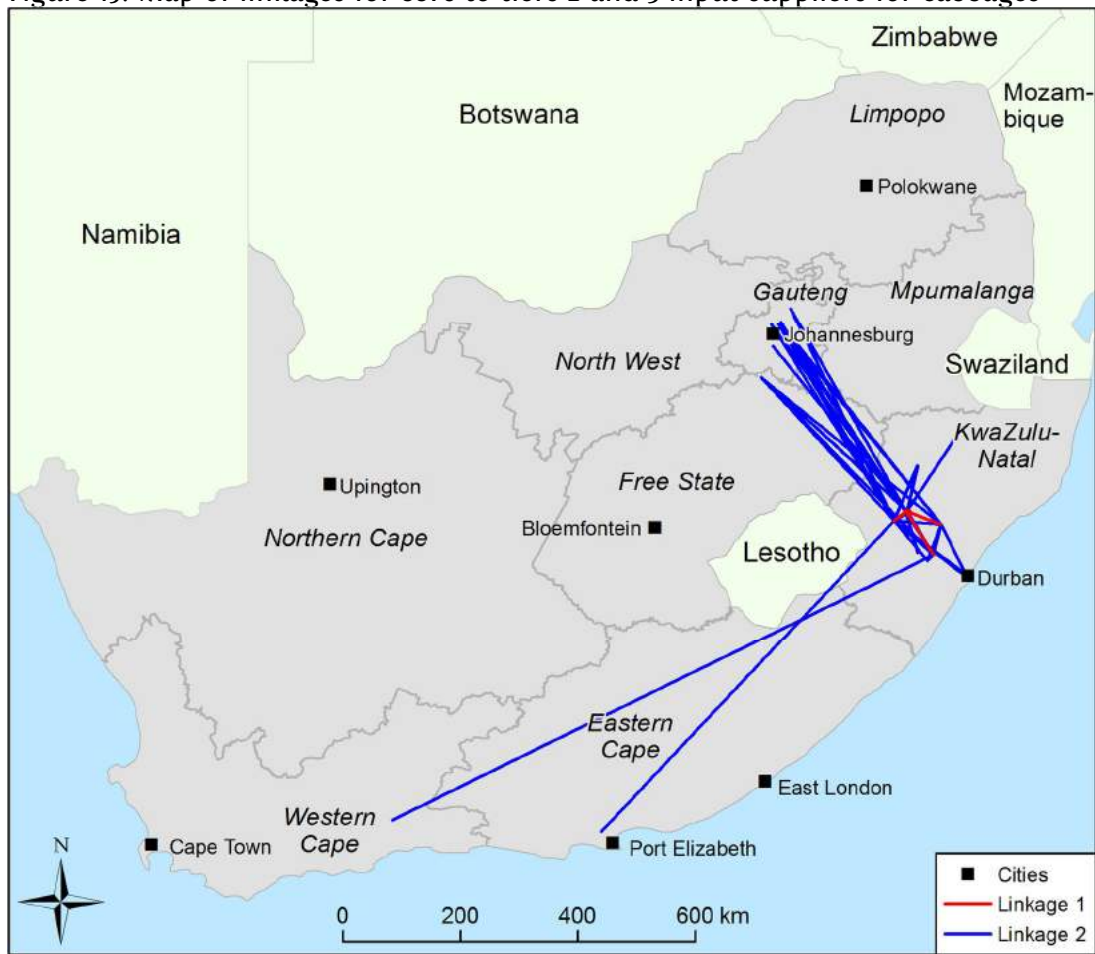 Figure 15: Map of linkages for core to tiers 2 and 3 input suppliers for cabbages
Zimbabwe
Botswana
Limpopo
Mozam-
bique
Polokwane
Namibia
Gauteng
Mpumalanga
Johannesburg
North West
Swaziland
KwaZulu-
Natal
Upington
Free State
Northern Cape
Bloemfontein
Lesotho
Durban
Eastern
Cape
East London
Western
Cape
Cape Town
Port Elizabeth
N
0 200 400 600 km
Cities
Linkage 1
Linkage 2